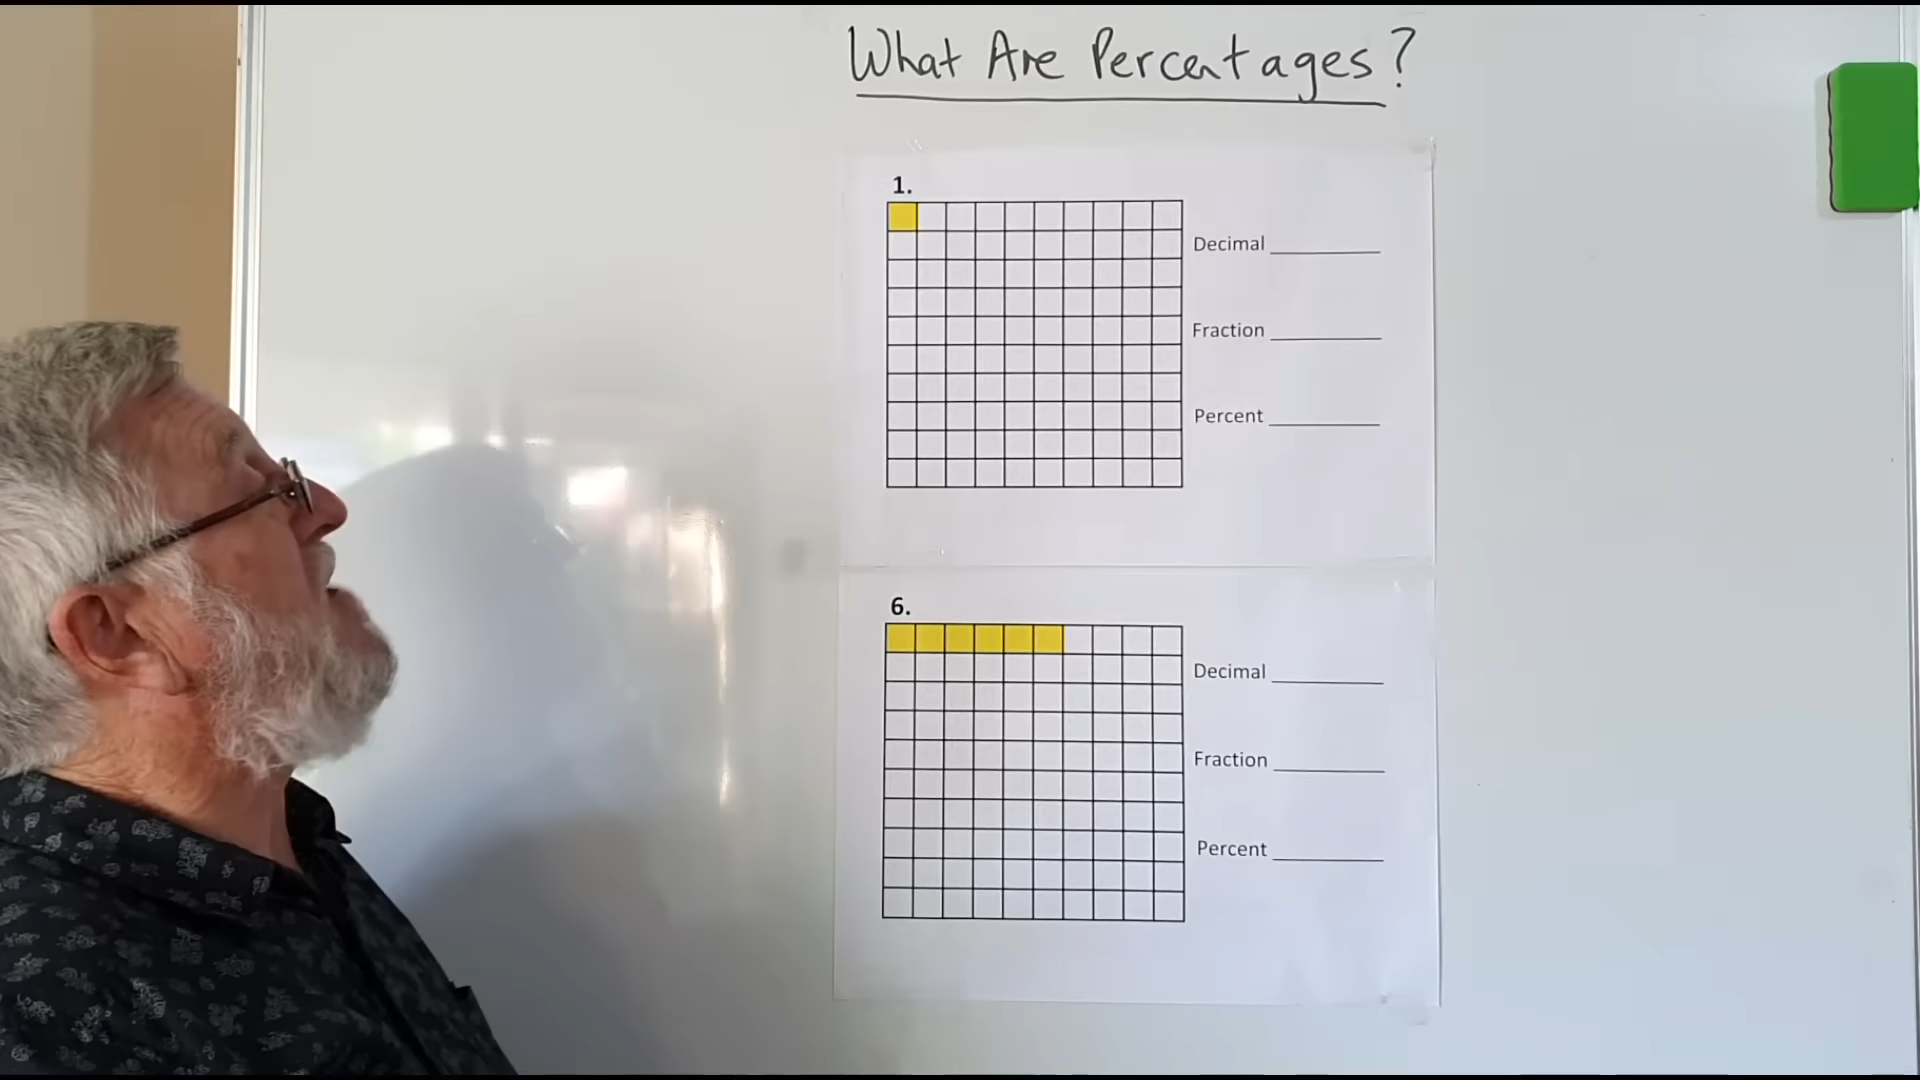 What Are Percentages?
1.
Decimal
Fraction
Percent
6.
Decimal
Fraction
Percent